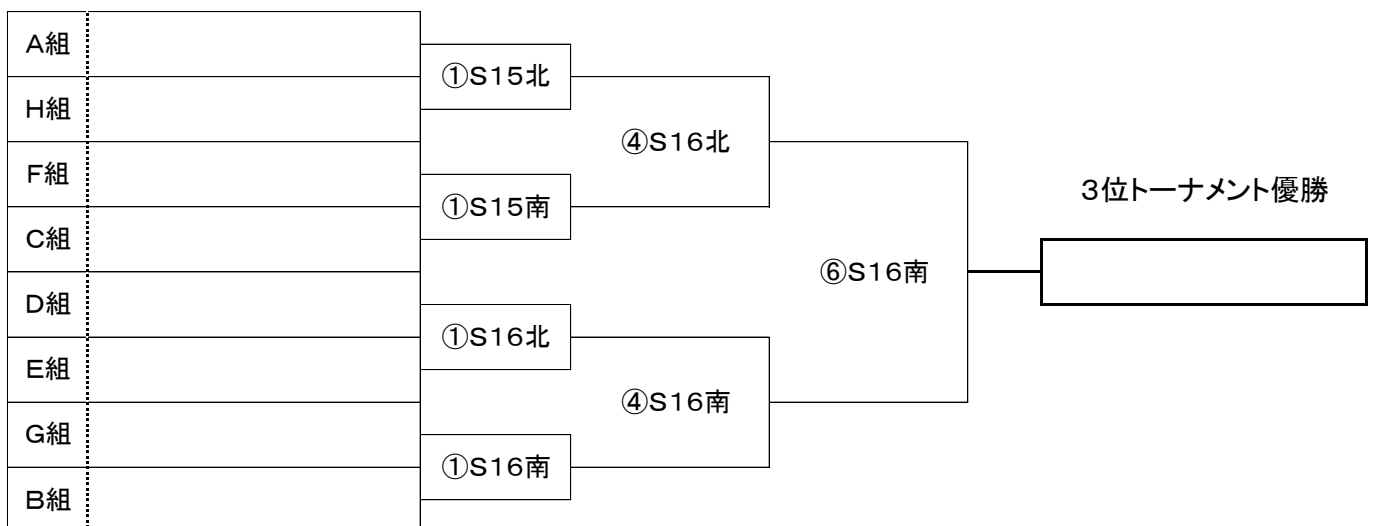 A組
①S15北
H組
④S16北
F組
3位トーナメント優勝
①S15南
C組
⑥S16南
D組
①S16北
E組
④S16南
G組
①S16南
B組